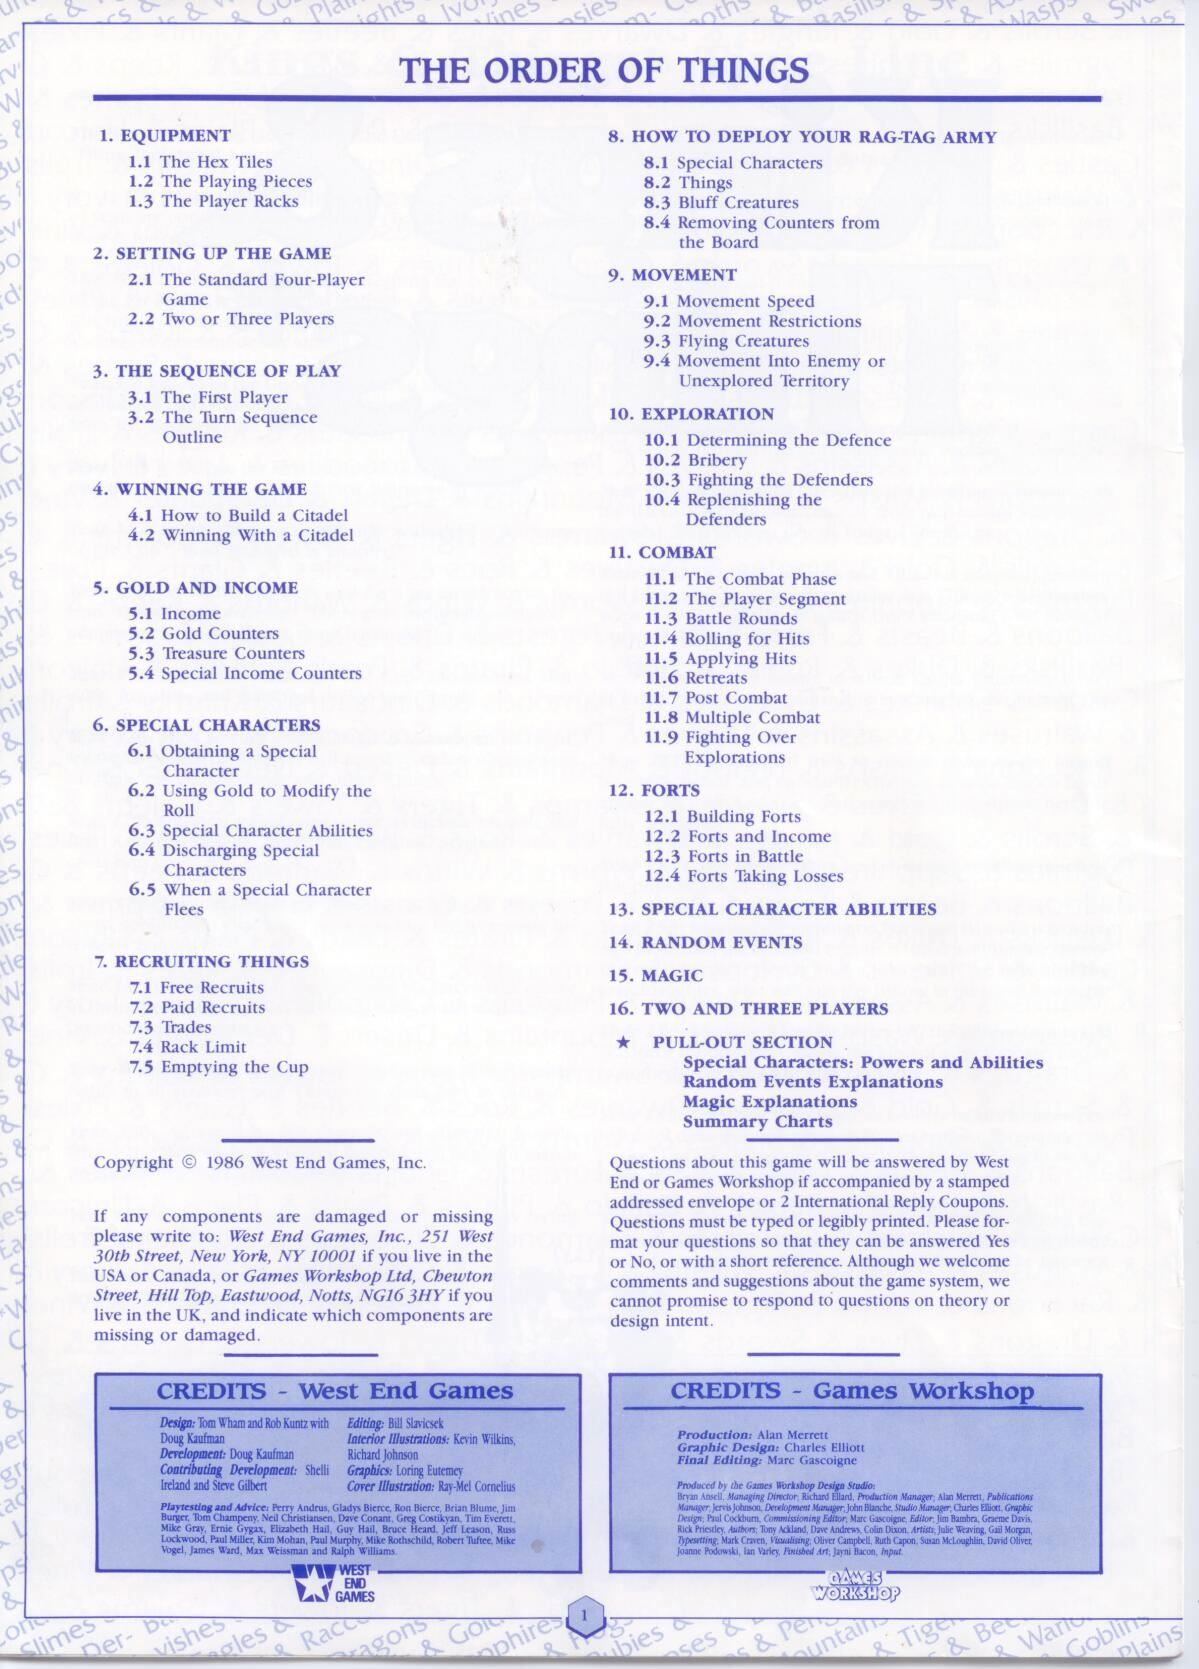 THE ORDER OF THINGS
1. EQUIPMENT
1.1 The Hex Tiles
1.2 The Playing Pieces
1.3 The Player Racks
2. SETTING UP THE GAME
2.1 The Standard Four-Player
Game
2.2 Two or Three Players
3. THE SEQUENCE OF PLAY
3.1 The First Player
3.2 The Turn Sequence
Outline
4. WINNING THE GAME
4.1 How to Build a Citadel
4.2 Winning With a Citadel
5. GOLD AND INCOME
5.1 Income
5.2 Gold Counters
5.3 Treasure Counters
5.4 Special Income Counters
6. SPECIAL CHARACTERS
6.1 Obtaining a Special
Character
6.2 Using Gold to Modify the
Roll
6.3 Special Character Abilities
6.4 Discharging Special
Characters
6.5 When a Special Character
Flees
7. RECRUITING THINGS
7.1 Free Recruits
7.2 Paid Recruits
7.3 Trades
7.4 Rack Limit
7.5 Emptying the Cup
8. HOW TO DEPLOY YOUR RAG-TAG ARMY
8.1 Special Characters
8.2 Things
8.3 Bluff Creatures
8.4 Removing Counters from
the Board
9. MOVEMENT
9.1 Movement Speed
9.2 Movement Restrictions
9.3 Flying Creatures
9.4 Movement Into Enemy or
Unexplored Territory
10. EXPLORATION
10.1 Determining the Defence
10.2 Bribery
10.3 Fighting the Defenders
10.4 Replenishing the
Defenders
11. COMBAT
11.1 The Combat Phase
11.2 The Player Segment
11.3 Battle Rounds
11.4 Rolling for Hits
11.5 Applying Hits
11.6 Retreats
11.7 Post Combat
11.8 Multiple Combat
11.9 Fighting Over
Explorations
12. FORTS
12.1 Building Forts
12.2 Forts and Income
12.3 Forts in Battle
12.4 Forts Taking Losses
13. SPECIAL CHARACTER ABILITIES
14. RANDOM EVENTS
15. MAGIC
16. TWO AND THREE PLAYERS
★ PULL-OUT SECTION
Special Characters: Powers and Abilities
Random Events Explanations
Magic Explanations
Summary Charts
Copyright © 1986 West End Games, Inc.
If any components are damaged or missing
please write to: West End Games, Inc., 251 West
30th Street, New York, NY 10001 if you live in the
USA or Canada, or Games Workshop Ltd, Chewton
Street, Hill Top, Eastwood, Notts, NG16 3HY if you
live in the UK, and indicate which components are
missing or damaged.
Questions about this game will be answered by West
End or Games Workshop if accompanied by a stamped
addressed envelope or 2 International Reply Coupons.
Questions must be typed or legibly printed. Please for-
mat your questions so that they can be answered Yes
or No, or with a short reference. Although we welcome
comments and suggestions about the game system, we
cannot promise to respond to questions on theory or
design intent.
CREDITS - West End Games
Design: Tom Wham and Rob Kuntz with
Doug Kaufman
Development: Doug Kaufman
Contributing Development: Shelli
Ireland and Steve Gilbert
Editing: Bill Slavicsek
Interior Illustrations: Kevin Wilkins,
Richard Johnson
Graphics: Loring Eutemey
Cover Illustration: Ray-Mel Cornelius
Playtesting and Advice: Perry Andrus, Gladys Bierce, Ron Bierce, Brian Blume, Jim
Burger, Tom Champeny, Neil Christiansen, Dave Conant, Greg Costikyan, Tim Everett,
Mike Gray, Ernie Gygax, Elizabeth Hail, Guy Hail, Bruce Heard, Jeff Leason, Russ
Lockwood, Paul Miller, Kim Mohan, Paul Murphy, Mike Rothschild, Robert Tuftee, Mike
Vogel, James Ward, Max Weissman and Ralph Williams.
WEST
END
GAMES
CREDITS - Games Workshop
Production: Alan Merrett
Graphic Design: Charles Elliott
Final Editing: Marc Gascoigne
Produced by the Games Workshop Design Studio:
Bryan Ansell, Managing Director; Richard Ellard, Production Manager; Alan Merrett, Publications
Manager; Jervis Johnson, Development Manager; John Blanche, Studio Manager; Charles Elliott, Graphic
Design; Paul Cockburn, Commissioning Editor; Marc Gascoigne, Editor; Jim Bambra, Graeme Davis,
Rick Priestley, Authors; Tony Ackland, Dave Andrews, Colin Dixon, Artists; Julie Weaving, Gail Morgan,
Typesetting; Mark Craven, Visualising; Oliver Campbell, Ruth Capon, Susan McLoughlin, David Oliver,
Joanne Podowski, Ian Varley, Finished Art; Jayni Bacon, Input.
GAMES
WORKSHOP
1